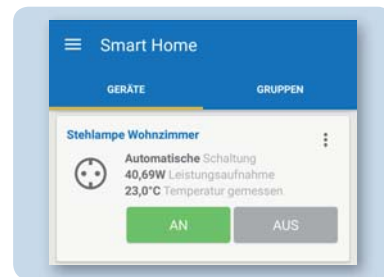 Smart Home
GERÄTE GRUPPEN
Stehlampe Wohnzimmer
Automatische Schaltung
40,69W Leistungsaufnahme
23,0°C Temperatur gemessen
AN AUS